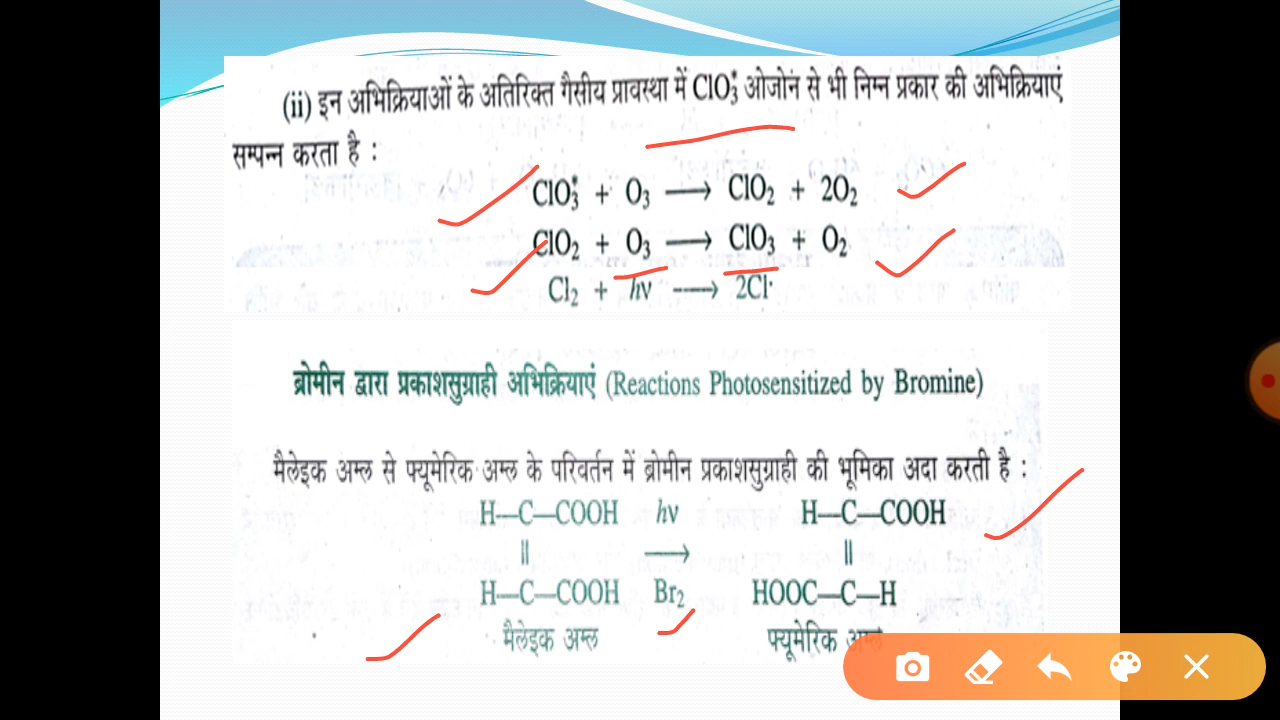 (ii) इन अभिक्रियाओं के अतिरिक्त गैसीय प्रावस्था में ClO₃* ओजोन से भी निम्न प्रकार की अभिक्रियाएं
सम्पन्न करता है :
ClO₃* + O₃ ⟶ ClO₂ + 2O₂
ClO₂ + O₃ ⟶ ClO₃ + O₂
Cl₂ + hν ⟶ 2Cl·
ब्रोमीन द्वारा प्रकाशसुग्राही अभिक्रियाएं (Reactions Photosensitized by Bromine)
मैलेइक अम्ल से फ्यूमेरिक अम्ल के परिवर्तन में ब्रोमीन प्रकाशसुग्राही की भूमिका अदा करती है :
H—C—COOH hν H—C—COOH
‖ ⟶ ‖
H—C—COOH Br₂ HOOC—C—H
मैलेइक अम्ल फ्यूमेरिक अम्ल